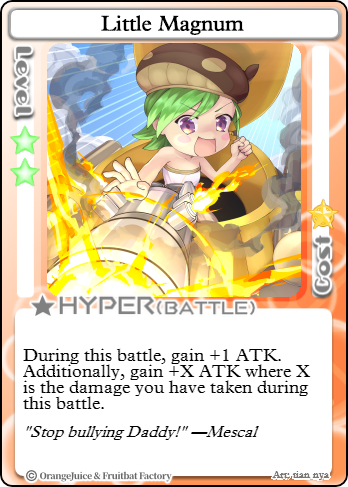 Little Magnum
Level
Cost
HYPER(BATTLE)
During this battle, gain +1 ATK.
Additionally, gain +X ATK where X
is the damage you have taken during
this battle.
"Stop bullying Daddy!" —Mescal
© OrangeJuice & Fruitbat Factory
Art: tian nya